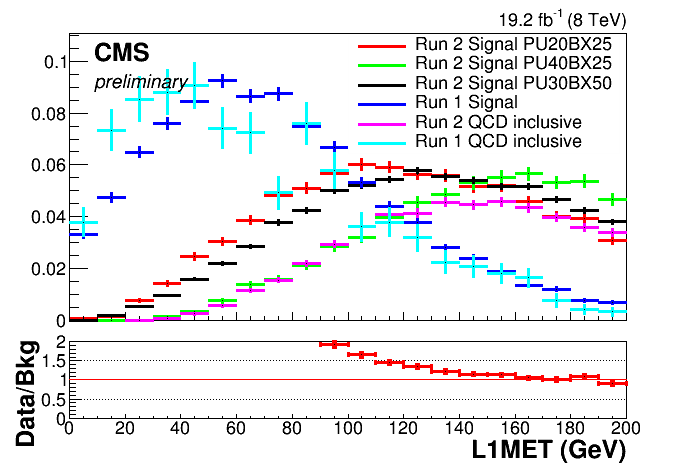 19.2 fb-1 (8 TeV)
CMS
preliminary
Run 2 Signal PU20BX25
Run 2 Signal PU40BX25
Run 2 Signal PU30BX50
Run 1 Signal
Run 2 QCD inclusive
Run 1 QCD inclusive
0.1
0.08
0.06
0.04
0.02
0
Data/Bkg
2
1.5
1
0.5
0
0 20 40 60 80 100 120 140 160 180 200
L1MET (GeV)